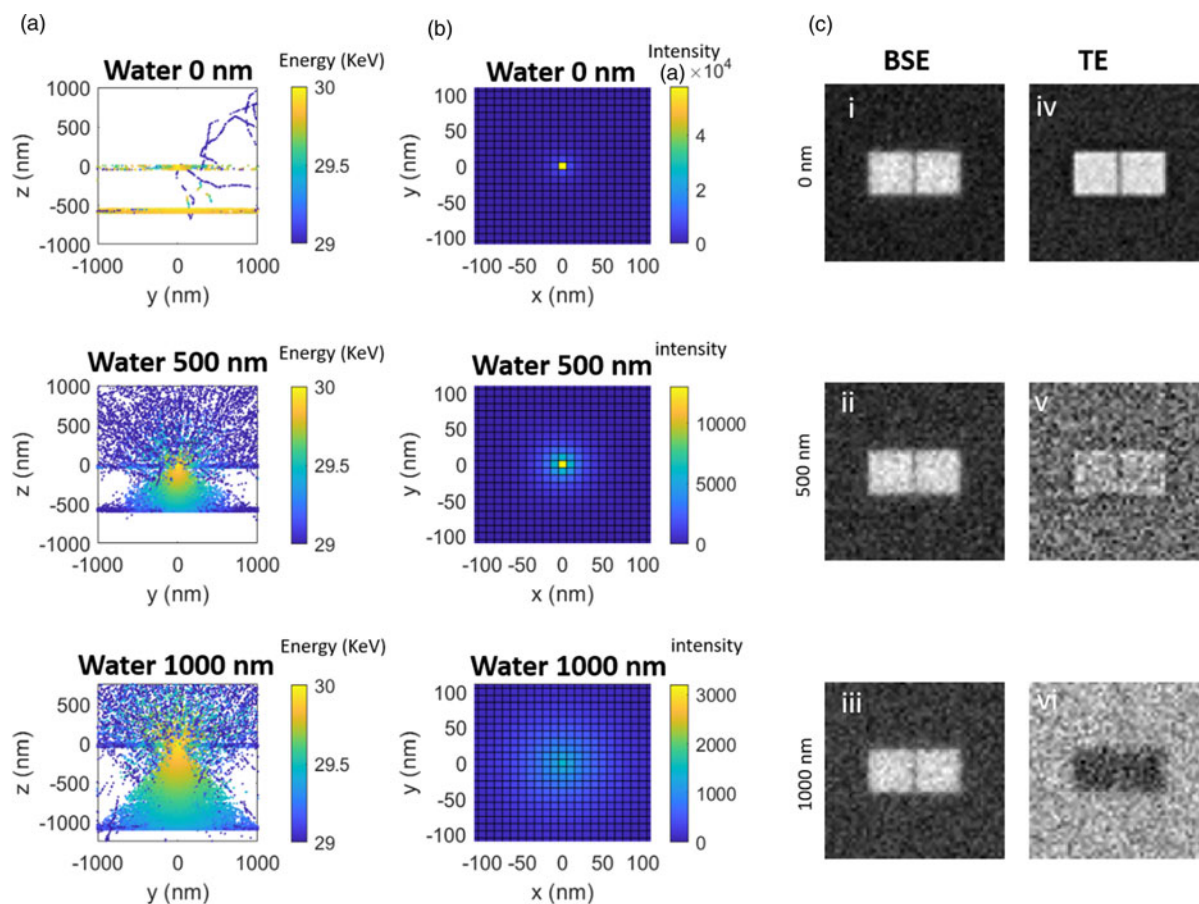 (a)
(b)
(c)
Energy (KeV)
Intensity
Water 0 nm
30
29.5
29
1000
500
0
-500
-1000
z (nm)
-1000 0 1000
y (nm)
Water 0 nm
(a) ×10⁴
4
2
0
100
50
0
-50
-100
y (nm)
-100 -50 0 50 100
x (nm)
BSE TE
0 nm
i
iv
Energy (KeV)
Water 500 nm
30
29.5
29
1000
500
0
-500
-1000
z (nm)
-1000 0 1000
y (nm)
intensity
Water 500 nm
10000
5000
0
100
50
0
-50
-100
y (nm)
-100 -50 0 50 100
x (nm)
500 nm
ii
v
Energy (KeV)
Water 1000 nm
30
29.5
29
500
0
-500
-1000
z (nm)
-1000 0 1000
y (nm)
intensity
Water 1000 nm
3000
2000
1000
0
100
50
0
-50
-100
y (nm)
-100 -50 0 50 100
x (nm)
1000 nm
iii
vi